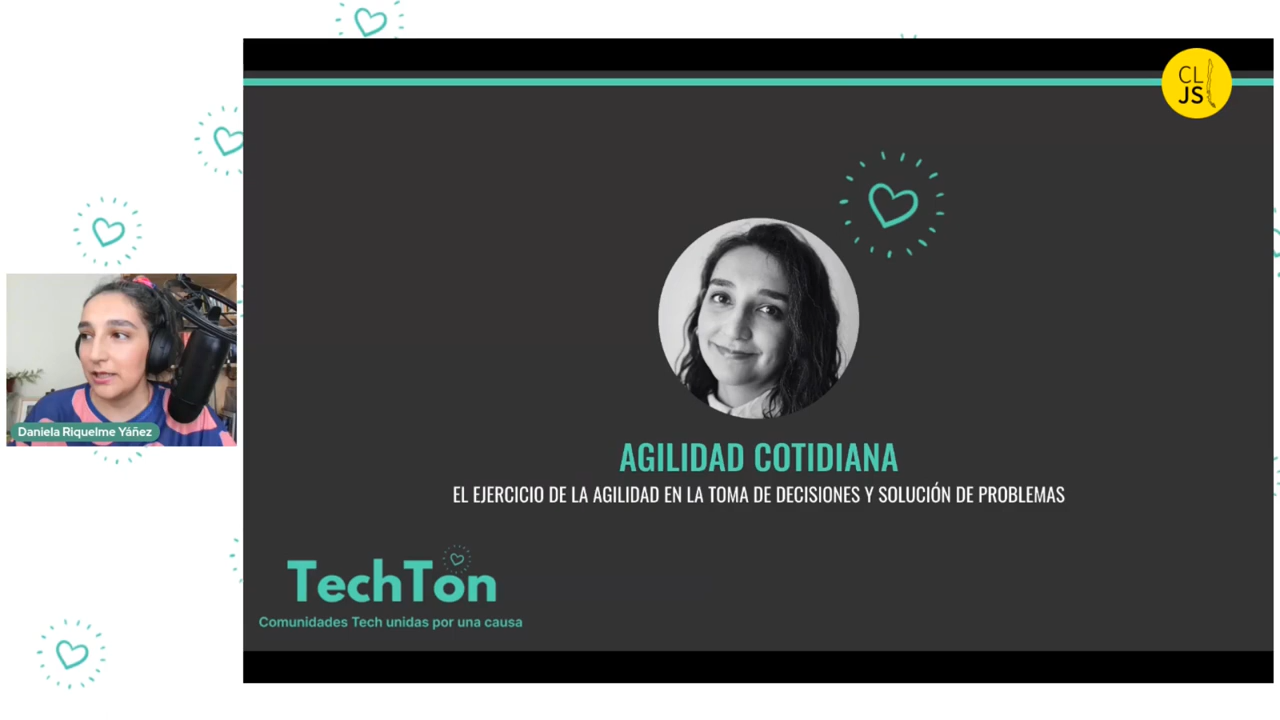 CL
JS
Daniela Riquelme Yáñez
AGILIDAD COTIDIANA
EL EJERCICIO DE LA AGILIDAD EN LA TOMA DE DECISIONES Y SOLUCIÓN DE PROBLEMAS
TechTon
Comunidades Tech unidas por una causa